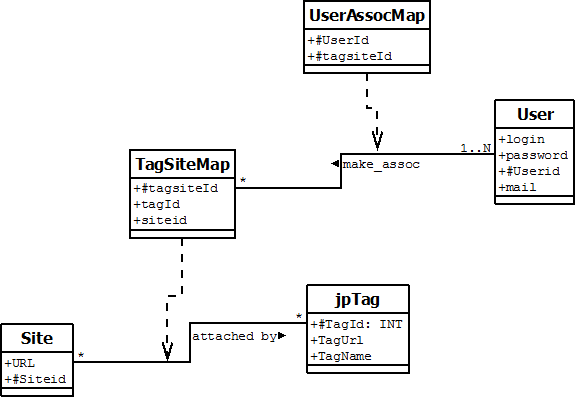 UserAssocMap
+#UserId
+#tagsiteId
User
+login
+password
+#Userid
+mail
1..N
make_assoc
*
TagSiteMap
+#tagsiteId
+tagId
+siteid
jpTag
+#TagId: INT
+TagUrl
+TagName
*
attached by
Site
+URL
+#Siteid
*